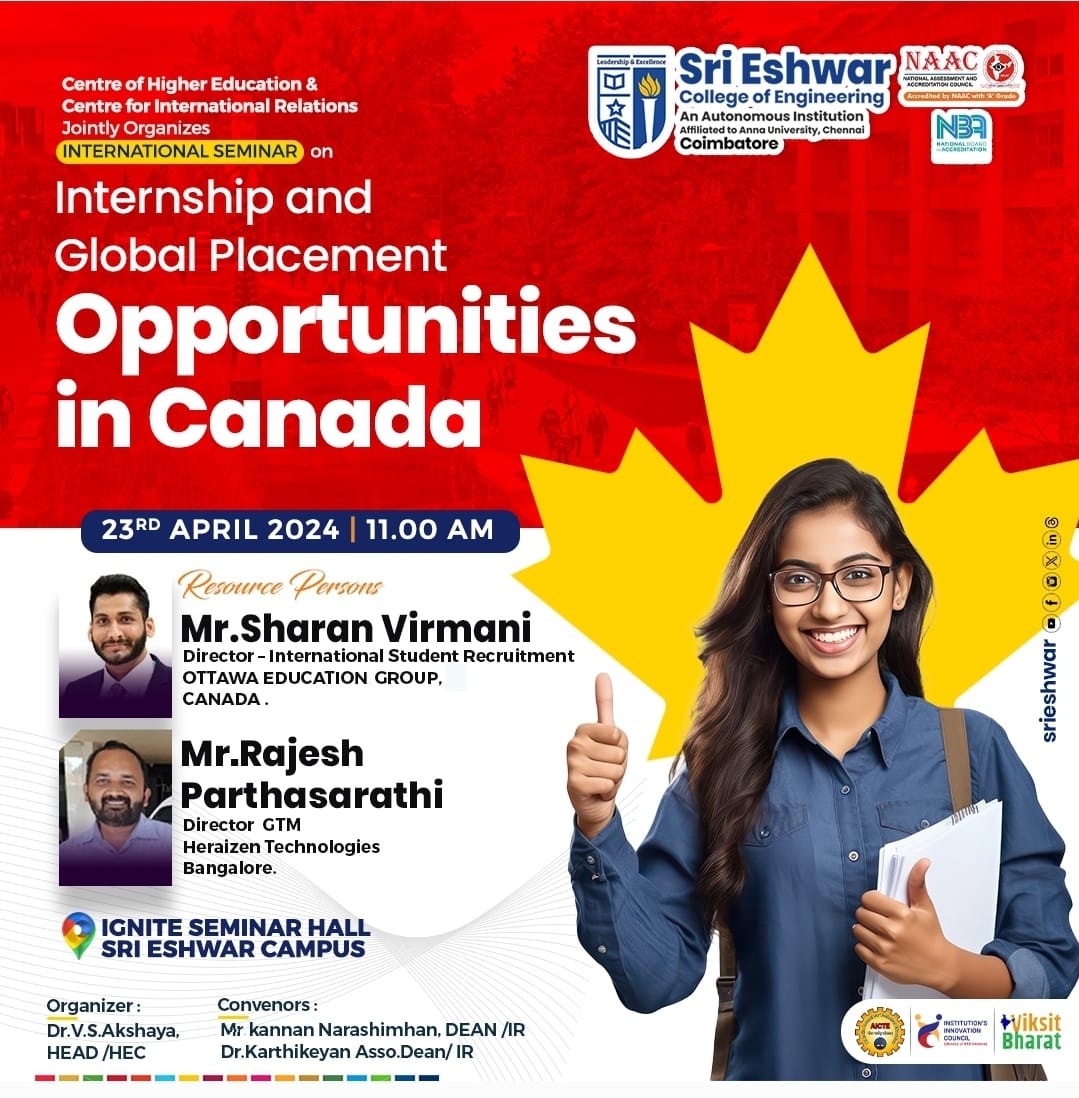 Centre of Higher Education &
Centre for International Relations
Jointly Organizes
INTERNATIONAL SEMINAR on
Internship and
Global Placement
Opportunities
in Canada
Leadership & Excellence
Sri Eshwar
College of Engineering
An Autonomous Institution
Affiliated to Anna University, Chennai
Coimbatore
NAAC
NATIONAL ASSESSMENT AND
ACCREDITATION COUNCIL
Accredited by NAAC with 'A' Grade
NBA
NATIONAL BOARD
of ACCREDITATION
23RD APRIL 2024 | 11.00 AM
Resource Persons
Mr.Sharan Virmani
Director – International Student Recruitment
OTTAWA EDUCATION GROUP,
CANADA .
Mr.Rajesh
Parthasarathi
Director GTM
Heraizen Technologies
Bangalore.
IGNITE SEMINAR HALL
SRI ESHWAR CAMPUS
Organizer :
Dr.V.S.Akshaya,
HEAD /HEC
Convenors :
Mr kannan Narashimhan, DEAN /IR
Dr.Karthikeyan Asso.Dean/ IR
srieshwar
AICTE
INSTITUTION'S
INNOVATION
COUNCIL
Viksit
Bharat